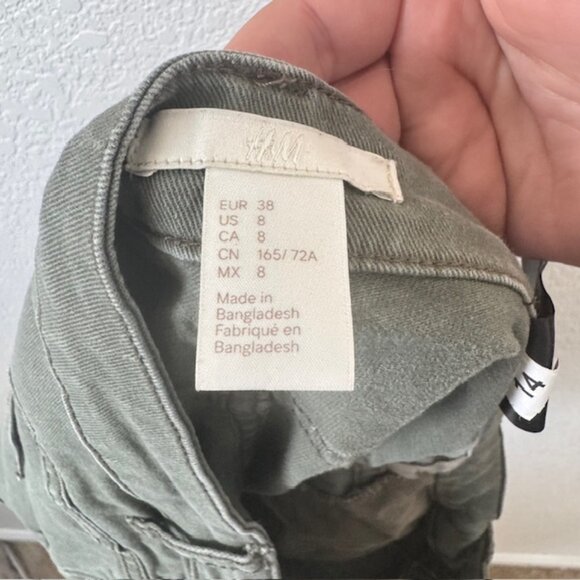 H&M
EUR 38
US 8
CA 8
CN 165/72A
MX 8
Made in
Bangladesh
Fabriqué en
Bangladesh
14